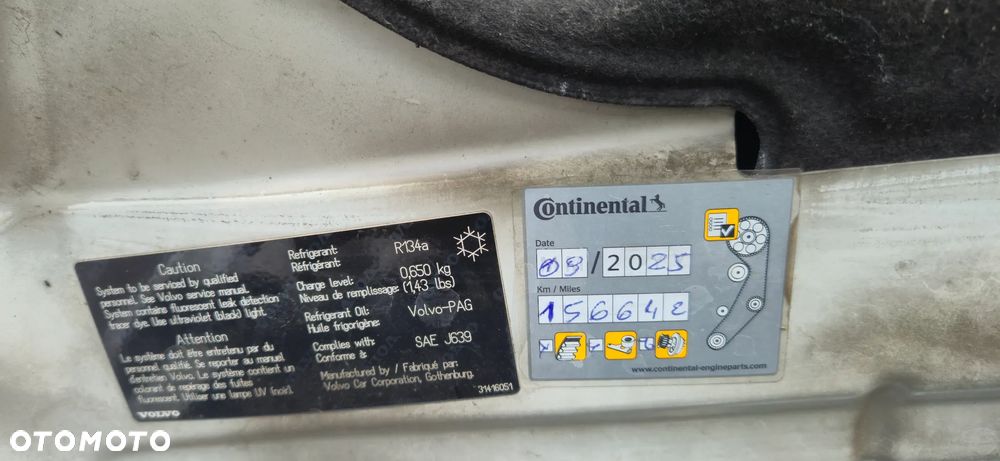 Caution
System to be serviced by qualified
personnel. See Volvo service manual.
System contains fluorescent leak detection
tracer dye. Use ultraviolet (black) light.
Attention
Le système doit être entretenu par du
personnel qualifié. Se reporter au manuel
d'entretien Volvo. Le système contient un
colorant de repérage des fuites
fluorescent. Utiliser une lampe UV (noir).
VOLVO
Refrigerant: R134a
Réfrigérant:
Charge level: 0,650 kg
Niveau de remplissage: (1,43 lbs)
Refrigerant Oil: Volvo-PAG
Huile frigorigène:
Complies with: SAE J639
Conforme à:
Manufactured by / Fabriqué par:
Volvo Car Corporation, Gothenburg.
31416051
Continental
Date
/2025
Km / Miles
156642
www.continental-engineparts.com
OTOMOTO